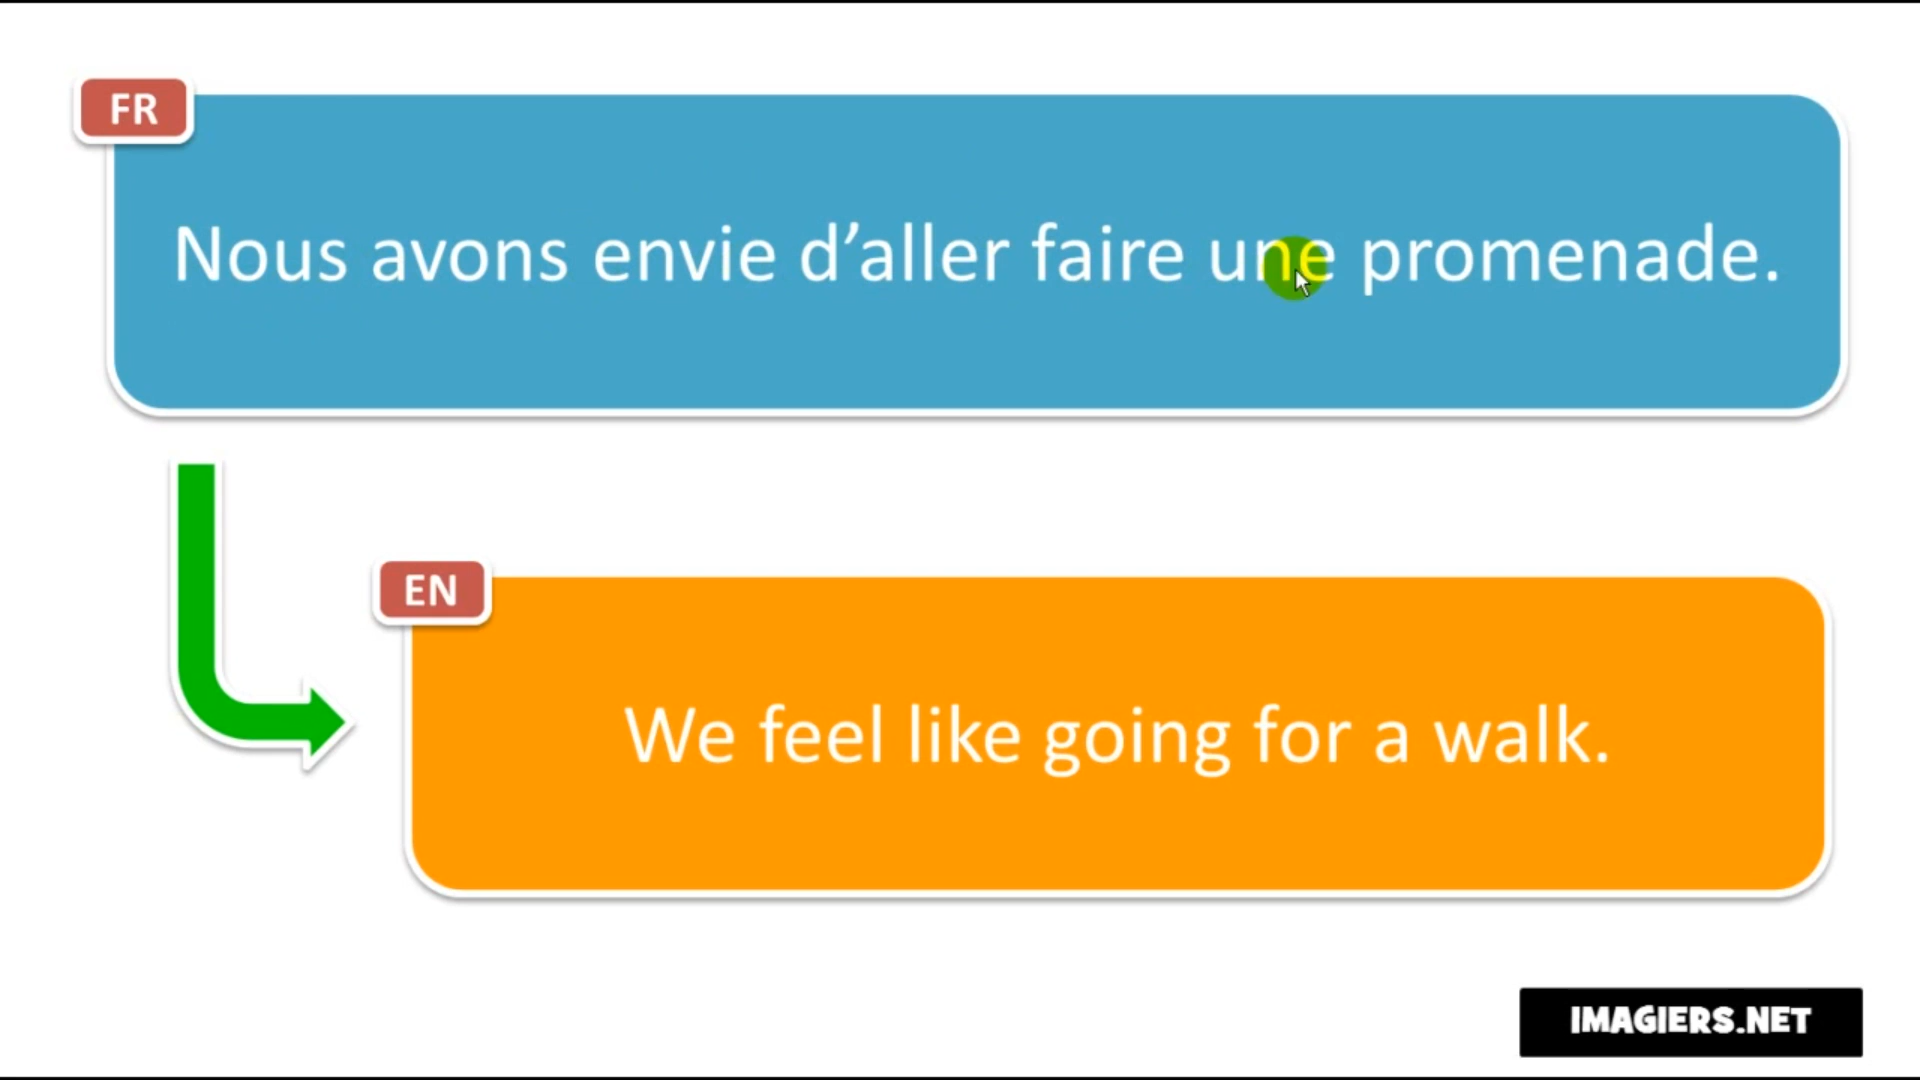 FR
Nous avons envie d’aller faire une promenade.
EN
We feel like going for a walk.
IMAGIERS.NET